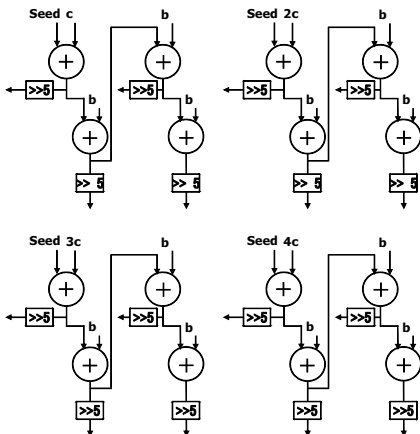 Seed c b Seed 2c b
+ + + +
>>5 b >>5 b >>5 b >>5 b
+ + + +
>> 5 >> 5 >> 5 >> 5
Seed 3c b Seed 4c b
+ + + +
>>5 b >>5 b >>5 b >>5 b
+ + + +
>>5 >>5 >>5 >>5